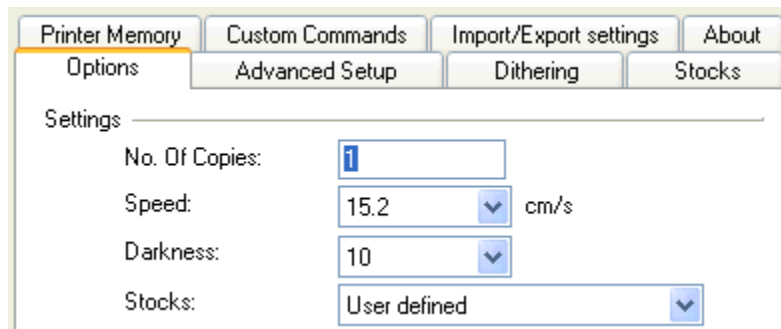 Printer Memory Custom Commands Import/Export settings About
Options Advanced Setup Dithering Stocks
Settings
No. Of Copies: 1
Speed: 15.2 cm/s
Darkness: 10
Stocks: User defined